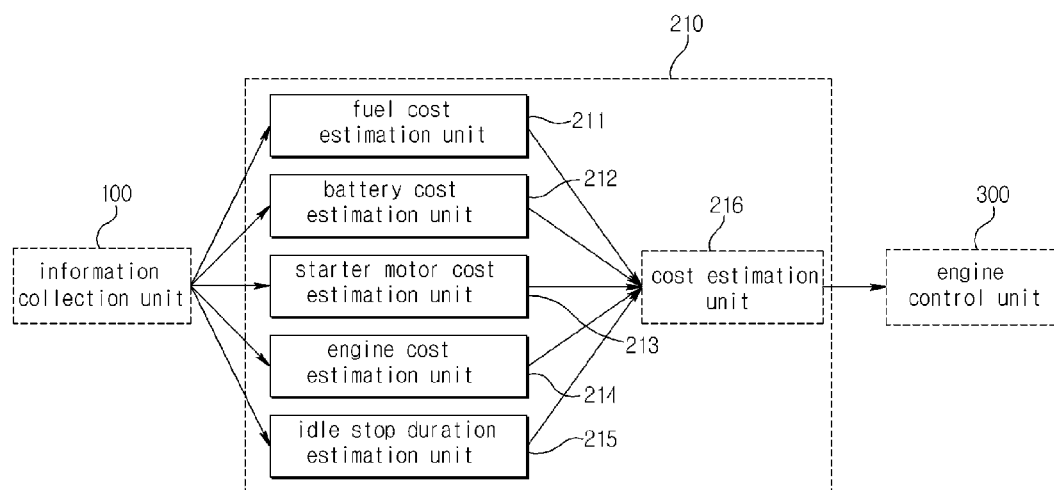 210
fuel cost
estimation unit
211
battery cost
estimation unit
212
100
information
collection unit
starter motor cost
estimation unit
213
216
cost estimation
unit
300
engine
control unit
engine cost
estimation unit
214
idle stop duration
estimation unit
215